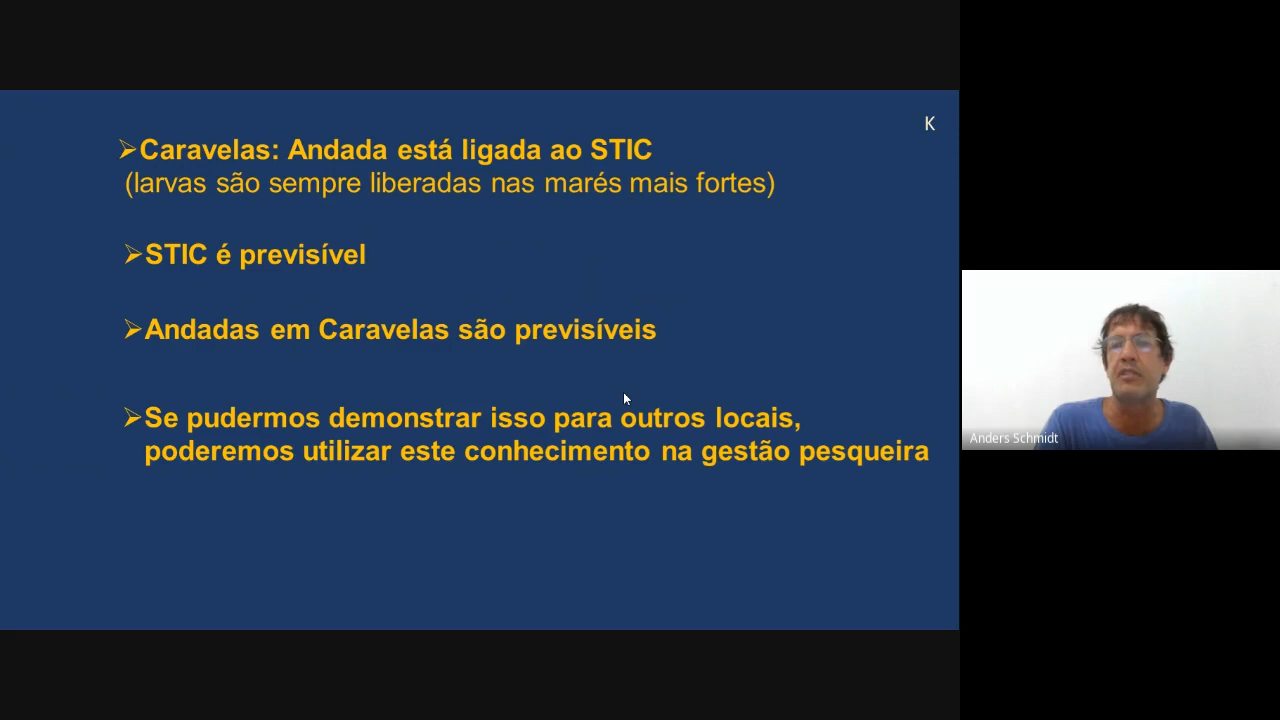 K
➢Caravelas: Andada está ligada ao STIC
(larvas são sempre liberadas nas marés mais fortes)
➢STIC é previsível
➢Andadas em Caravelas são previsíveis
➢Se pudermos demonstrar isso para outros locais,
poderemos utilizar este conhecimento na gestão pesqueira
Anders Schmidt